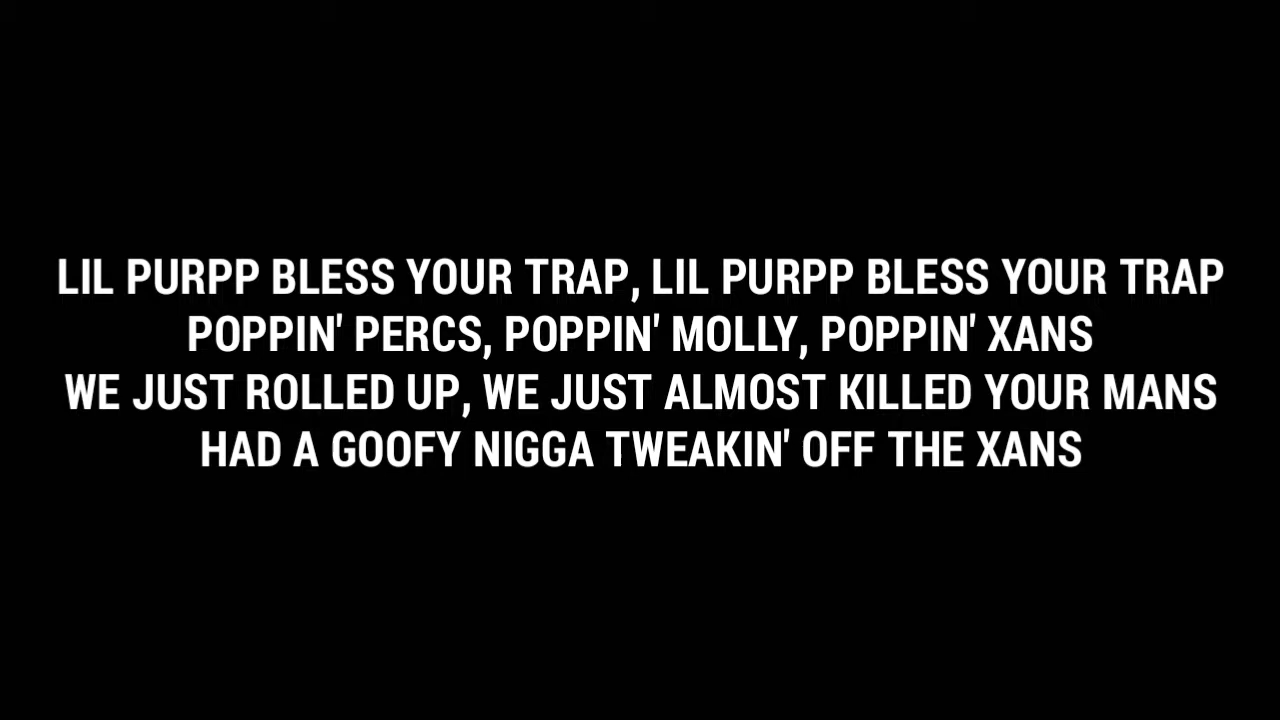 LIL PURPP BLESS YOUR TRAP, LIL PURPP BLESS YOUR TRAP
POPPIN' PERCS, POPPIN' MOLLY, POPPIN' XANS
WE JUST ROLLED UP, WE JUST ALMOST KILLED YOUR MANS
HAD A GOOFY NIGGA TWEAKIN' OFF THE XANS